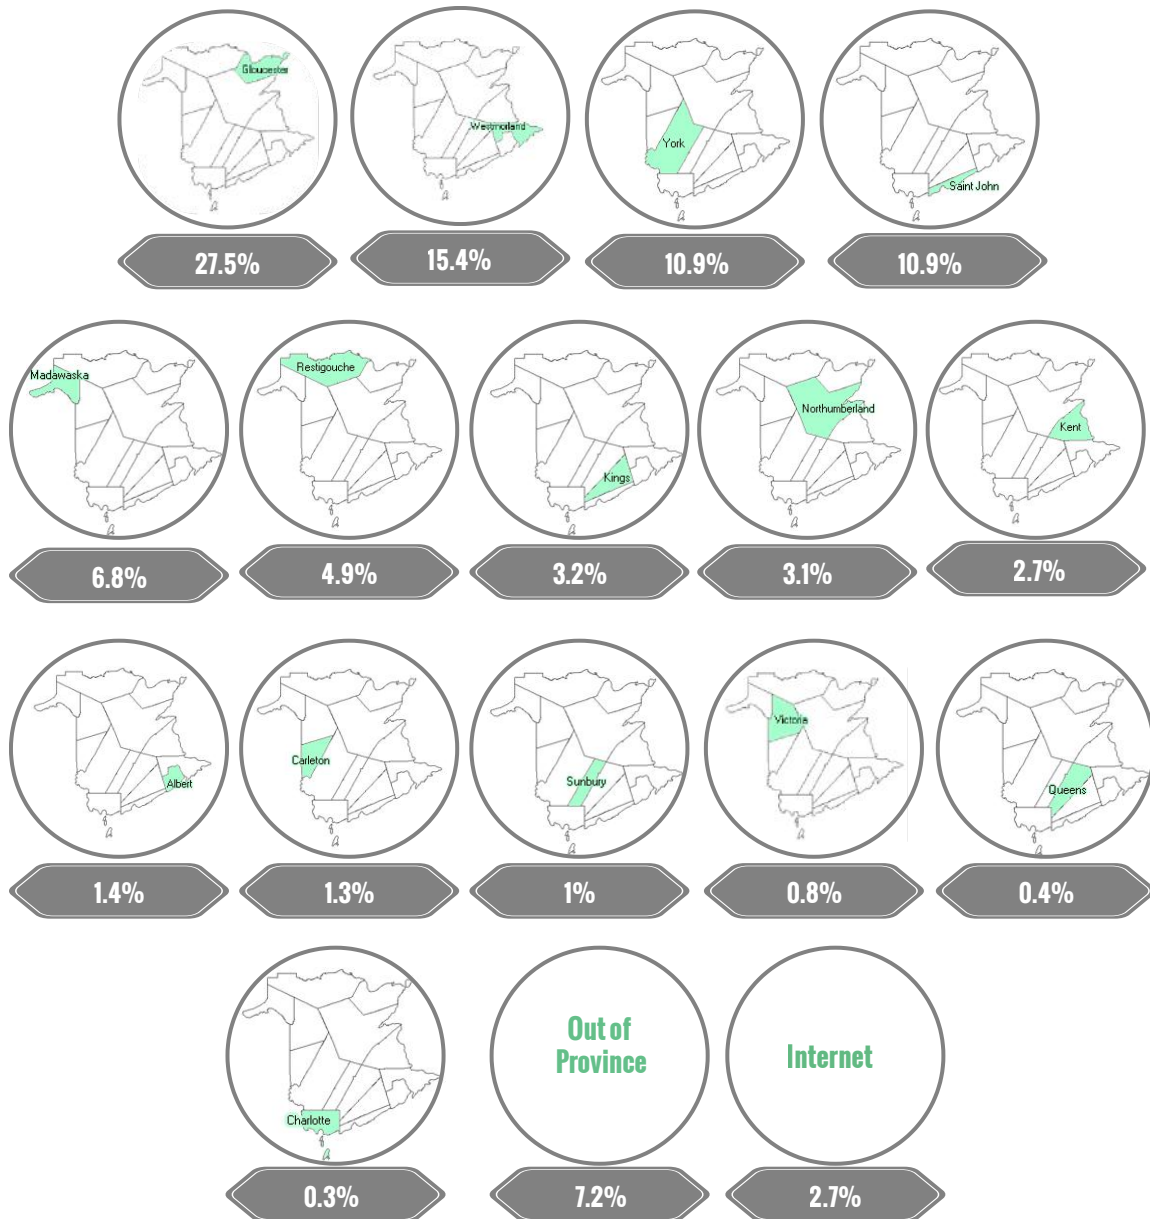 Gloucester
Westmorland
York
Saint John
27.5%
15.4%
10.9%
10.9%
Madawaska
Restigouche
Kings
Northumberland
Kent
6.8%
4.9%
3.2%
3.1%
2.7%
Albert
Carleton
Sunbury
Victoria
Queens
1.4%
1.3%
1%
0.8%
0.4%
Charlotte
Out of
Province
Internet
0.3%
7.2%
2.7%